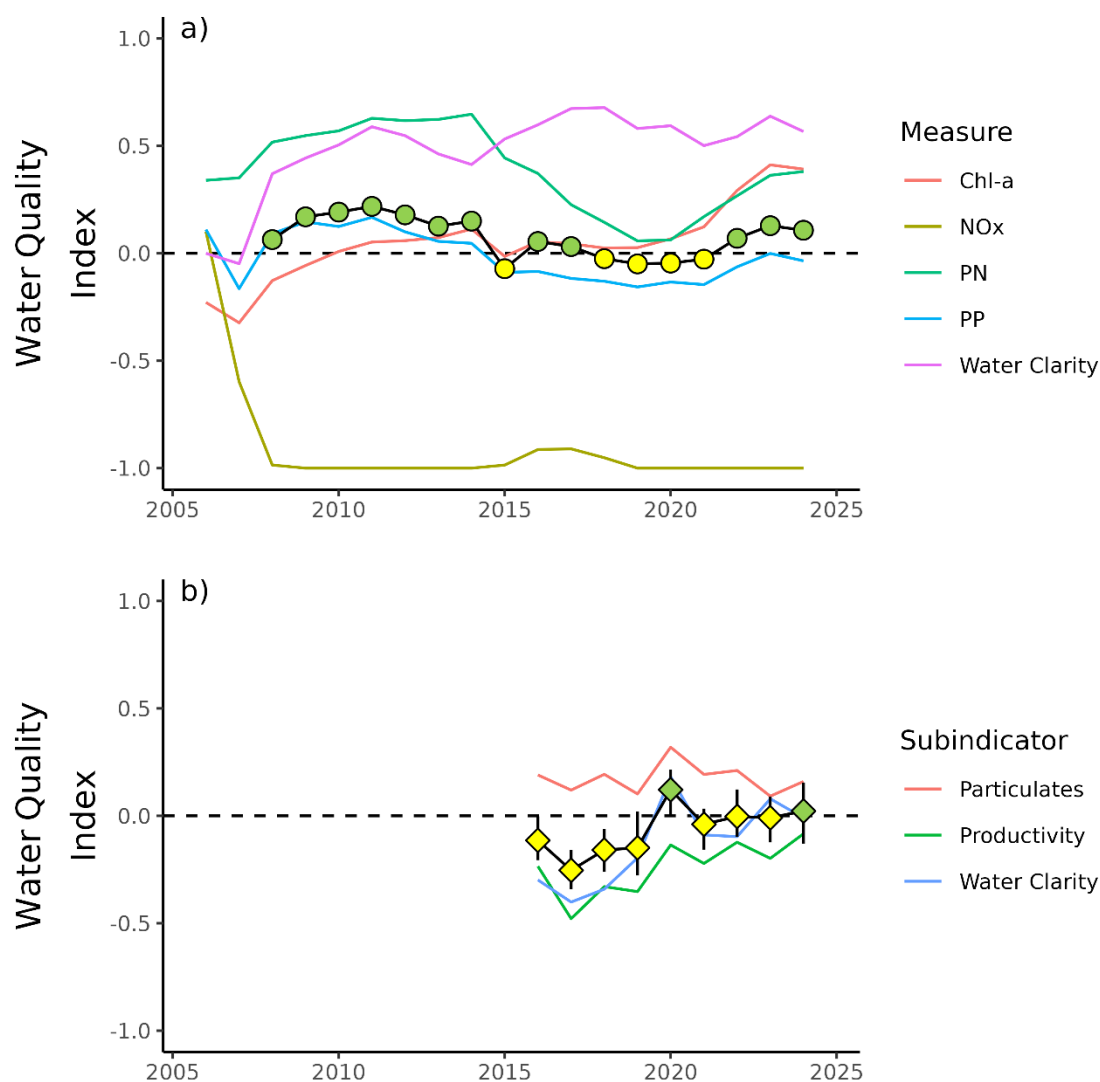 a)
Water Quality
Index
1.0
0.5
0.0
-0.5
-1.0
2005 2010 2015 2020 2025
Measure
Chl-a
NOx
PN
PP
Water Clarity
b)
Water Quality
Index
1.0
0.5
0.0
-0.5
-1.0
2005 2010 2015 2020 2025
Subindicator
Particulates
Productivity
Water Clarity